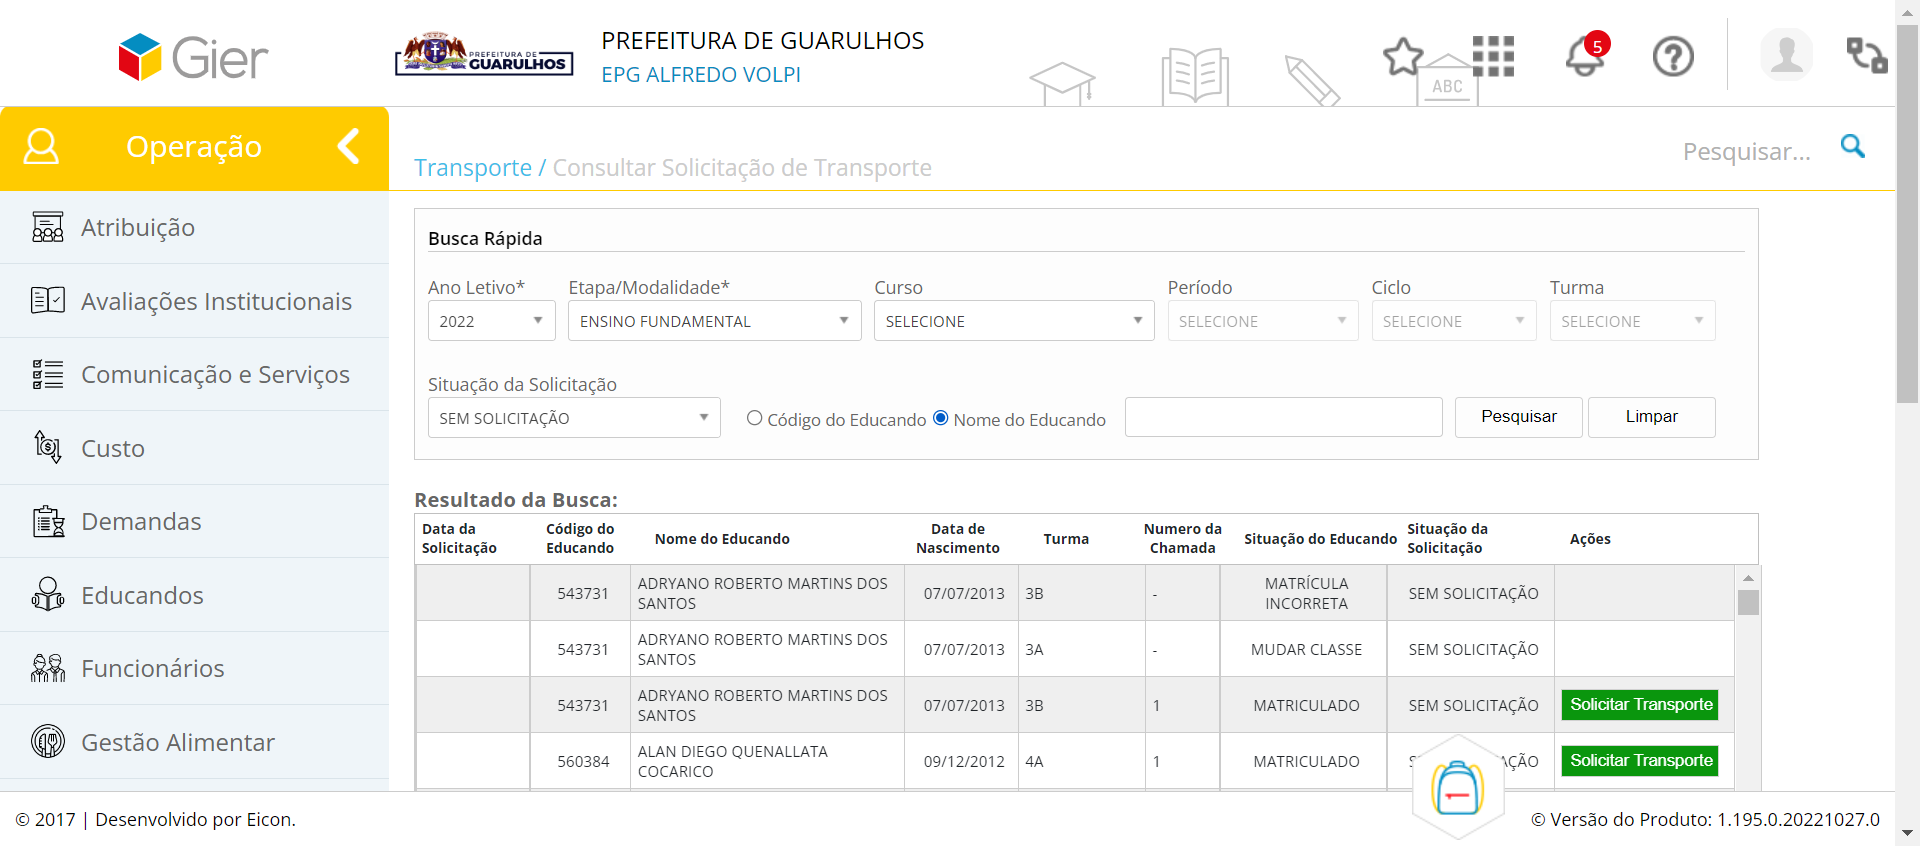 Gier
PREFEITURA DE
GUARULHOS
PREFEITURA DE GUARULHOS
EPG ALFREDO VOLPI
ABC
5
Operação
Transporte / Consultar Solicitação de Transporte
Pesquisar...
Atribuição
Avaliações Institucionais
Comunicação e Serviços
Custo
Demandas
Educandos
Funcionários
Gestão Alimentar
Busca Rápida
Ano Letivo* Etapa/Modalidade* Curso Período Ciclo Turma
2022 ENSINO FUNDAMENTAL SELECIONE SELECIONE SELECIONE SELECIONE
Situação da Solicitação
SEM SOLICITAÇÃO Código do Educando Nome do Educando Pesquisar Limpar
Resultado da Busca:
Data da Solicitação Código do Educando Nome do Educando Data de Nascimento Turma Numero da Chamada Situação do Educando Situação da Solicitação Ações
543731 ADRYANO ROBERTO MARTINS DOS SANTOS 07/07/2013 3B - MATRÍCULA INCORRETA SEM SOLICITAÇÃO
543731 ADRYANO ROBERTO MARTINS DOS SANTOS 07/07/2013 3A - MUDAR CLASSE SEM SOLICITAÇÃO
543731 ADRYANO ROBERTO MARTINS DOS SANTOS 07/07/2013 3B 1 MATRICULADO SEM SOLICITAÇÃO Solicitar Transporte
560384 ALAN DIEGO QUENALLATA COCARICO 09/12/2012 4A 1 MATRICULADO Solicitar Transporte
© 2017 | Desenvolvido por Eicon.
© Versão do Produto: 1.195.0.20221027.0